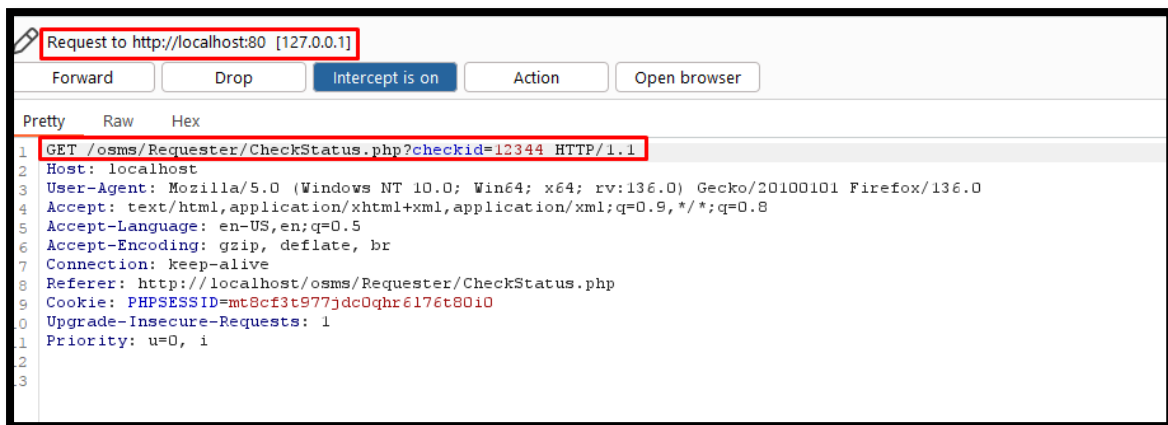 Request to http://localhost:80 [127.0.0.1]
Forward Drop Intercept is on Action Open browser
Pretty Raw Hex
1 GET /osms/Requester/CheckStatus.php?checkid=12344 HTTP/1.1
2 Host: localhost
3 User-Agent: Mozilla/5.0 (Windows NT 10.0; Win64; x64; rv:136.0) Gecko/20100101 Firefox/136.0
4 Accept: text/html,application/xhtml+xml,application/xml;q=0.9,*/*;q=0.8
5 Accept-Language: en-US,en;q=0.5
6 Accept-Encoding: gzip, deflate, br
7 Connection: keep-alive
8 Referer: http://localhost/osms/Requester/CheckStatus.php
9 Cookie: PHPSESSID=mt8cf3t977jdc0qhr6l76t80i0
.0 Upgrade-Insecure-Requests: 1
.1 Priority: u=0, i
.2
.3